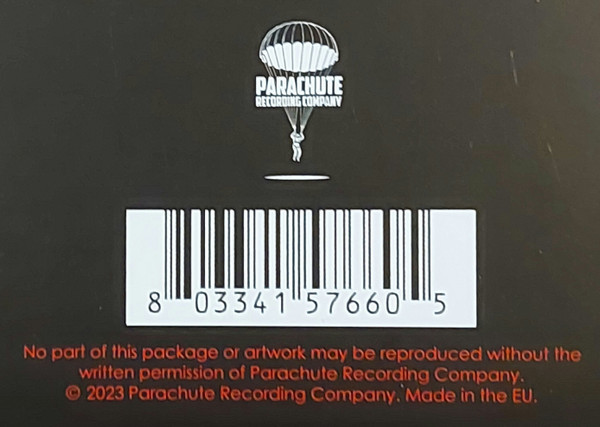 PARACHUTE
RECORDING COMPANY
8 03341 57660 5
No part of this package or artwork may be reproduced without the
written permission of Parachute Recording Company.
© 2023 Parachute Recording Company. Made in the EU.